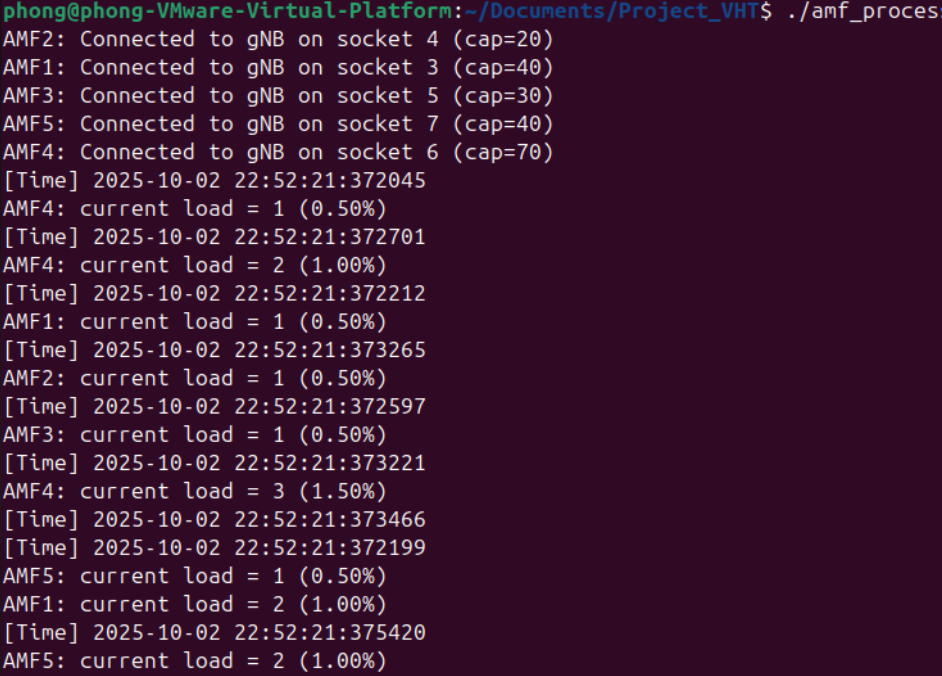 phong@phong-VMware-Virtual-Platform:~/Documents/Project_VHT$ ./amf_proces
AMF2: Connected to gNB on socket 4 (cap=20)
AMF1: Connected to gNB on socket 3 (cap=40)
AMF3: Connected to gNB on socket 5 (cap=30)
AMF5: Connected to gNB on socket 7 (cap=40)
AMF4: Connected to gNB on socket 6 (cap=70)
[Time] 2025-10-02 22:52:21:372045
AMF4: current load = 1 (0.50%)
[Time] 2025-10-02 22:52:21:372701
AMF4: current load = 2 (1.00%)
[Time] 2025-10-02 22:52:21:372212
AMF1: current load = 1 (0.50%)
[Time] 2025-10-02 22:52:21:373265
AMF2: current load = 1 (0.50%)
[Time] 2025-10-02 22:52:21:372597
AMF3: current load = 1 (0.50%)
[Time] 2025-10-02 22:52:21:373221
AMF4: current load = 3 (1.50%)
[Time] 2025-10-02 22:52:21:373466
[Time] 2025-10-02 22:52:21:372199
AMF5: current load = 1 (0.50%)
AMF1: current load = 2 (1.00%)
[Time] 2025-10-02 22:52:21:375420
AMF5: current load = 2 (1.00%)